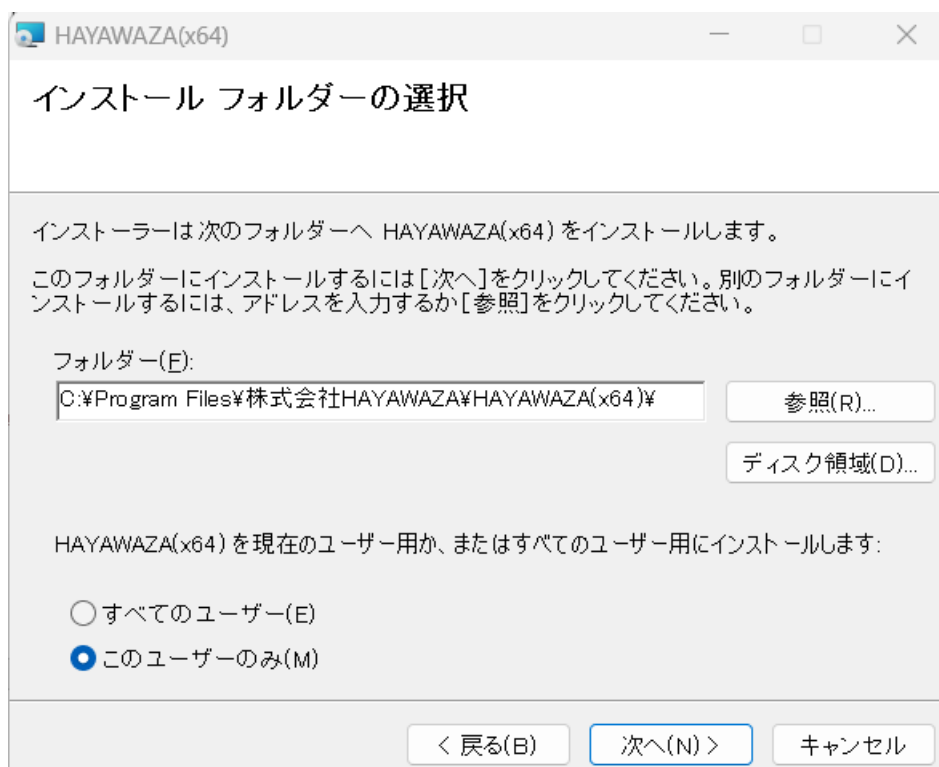 HAYAWAZA(x64)
インストール フォルダーの選択
インストーラーは次のフォルダーへ HAYAWAZA(x64) をインストールします。
このフォルダーにインストールするには[次へ]をクリックしてください。別のフォルダーにイ
ンストールするには、アドレスを入力するか[参照]をクリックしてください。
フォルダー(F):
C:¥Program Files¥株式会社HAYAWAZA¥HAYAWAZA(x64)¥
参照(R)...
ディスク領域(D)...
HAYAWAZA(x64) を現在のユーザー用か、またはすべてのユーザー用にインストールします:
すべてのユーザー(E)
このユーザーのみ(M)
< 戻る(B)
次へ(N) >
キャンセル